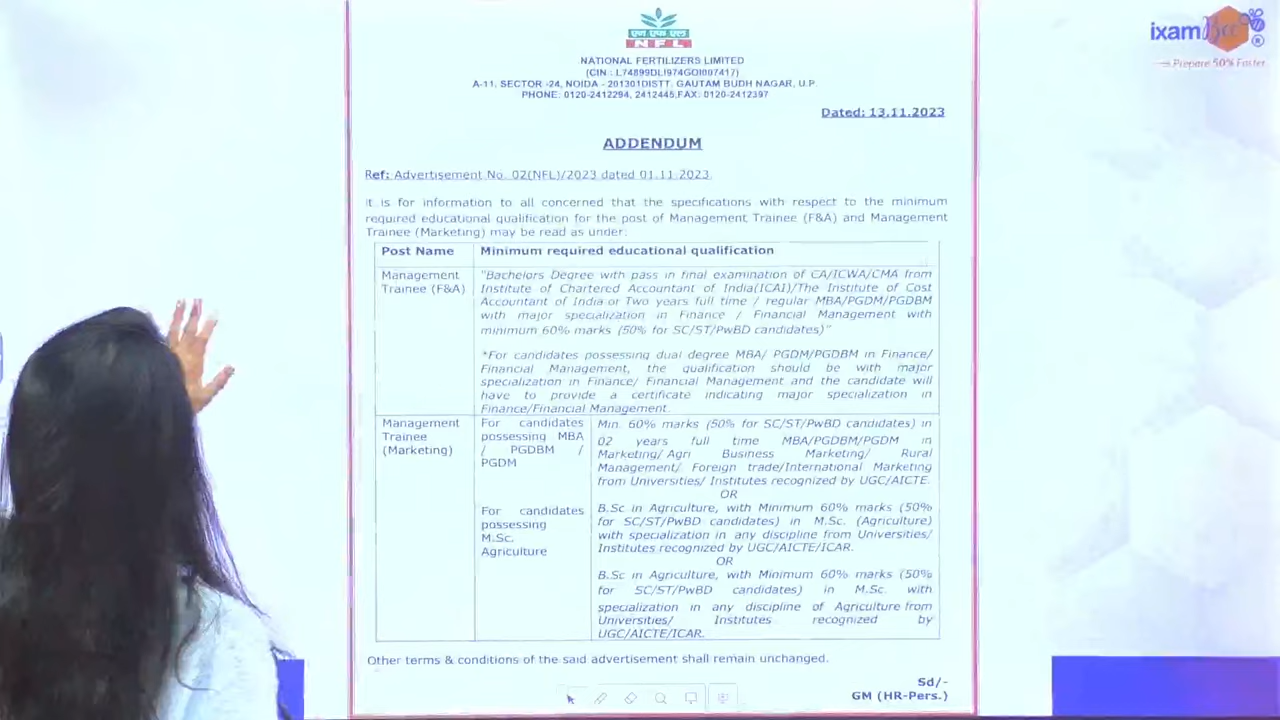 एन एफ एल
NFL
NATIONAL FERTILIZERS LIMITED
(CIN : L74899DL1974GOI007417)
A-11, SECTOR -24, NOIDA - 201301DISTT. GAUTAM BUDH NAGAR, U.P.
PHONE: 0120-2412294, 2412445,FAX: 0120-2412397
ixamBee
Prepare 50% Faster
Dated: 13.11.2023
ADDENDUM
Ref: Advertisement No. 02(NFL)/2023 dated 01.11.2023.
It is for information to all concerned that the specifications with respect to the minimum
required educational qualification for the post of Management Trainee (F&A) and Management
Trainee (Marketing) may be read as under:
Post Name Minimum required educational qualification
Management
Trainee (F&A)
"Bachelors Degree with pass in final examination of CA/ICWA/CMA from
Institute of Chartered Accountant of India(ICAI)/The Institute of Cost
Accountant of India or Two years full time / regular MBA/PGDM/PGDBM
with major specialization in Finance / Financial Management with
minimum 60% marks (50% for SC/ST/PwBD candidates)"
*For candidates possessing dual degree MBA/ PGDM/PGDBM in Finance/
Financial Management, the qualification should be with major
specialization in Finance/ Financial Management and the candidate will
have to provide a certificate indicating major specialization in
Finance/Financial Management.
Management
Trainee
(Marketing)
For candidates
possessing MBA
/ PGDBM /
PGDM
Min. 60% marks (50% for SC/ST/PwBD candidates) in
02 years full time MBA/PGDBM/PGDM in
Marketing/ Agri Business Marketing/ Rural
Management/ Foreign trade/International Marketing
from Universities/ Institutes recognized by UGC/AICTE.
OR
For candidates
possessing
M.Sc.
Agriculture
B.Sc in Agriculture, with Minimum 60% marks (50%
for SC/ST/PwBD candidates) in M.Sc. (Agriculture)
with specialization in any discipline from Universities/
Institutes recognized by UGC/AICTE/ICAR.
OR
B.Sc in Agriculture, with Minimum 60% marks (50%
for SC/ST/PwBD candidates) in M.Sc. with
specialization in any discipline of Agriculture from
Universities/ Institutes recognized by
UGC/AICTE/ICAR.
Other terms & conditions of the said advertisement shall remain unchanged.
Sd/-
GM (HR-Pers.)